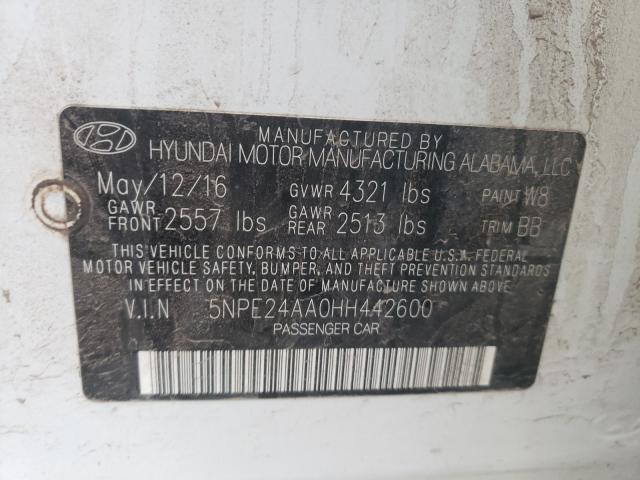 MANUFACTURED BY
HYUNDAI MOTOR MANUFACTURING ALABAMA, LLC
May/12/16 GVWR 4321 lbs PAINT W8
GAWR FRONT 2557 lbs GAWR REAR 2513 lbs TRIM BB
THIS VEHICLE CONFORMS TO ALL APPLICABLE U.S.A. FEDERAL
MOTOR VEHICLE SAFETY, BUMPER, AND THEFT PREVENTION STANDARDS
IN EFFECT ON THE DATE OF MANUFACTURE SHOWN ABOVE.
V.I.N 5NPE24AA0HH442600
PASSENGER CAR